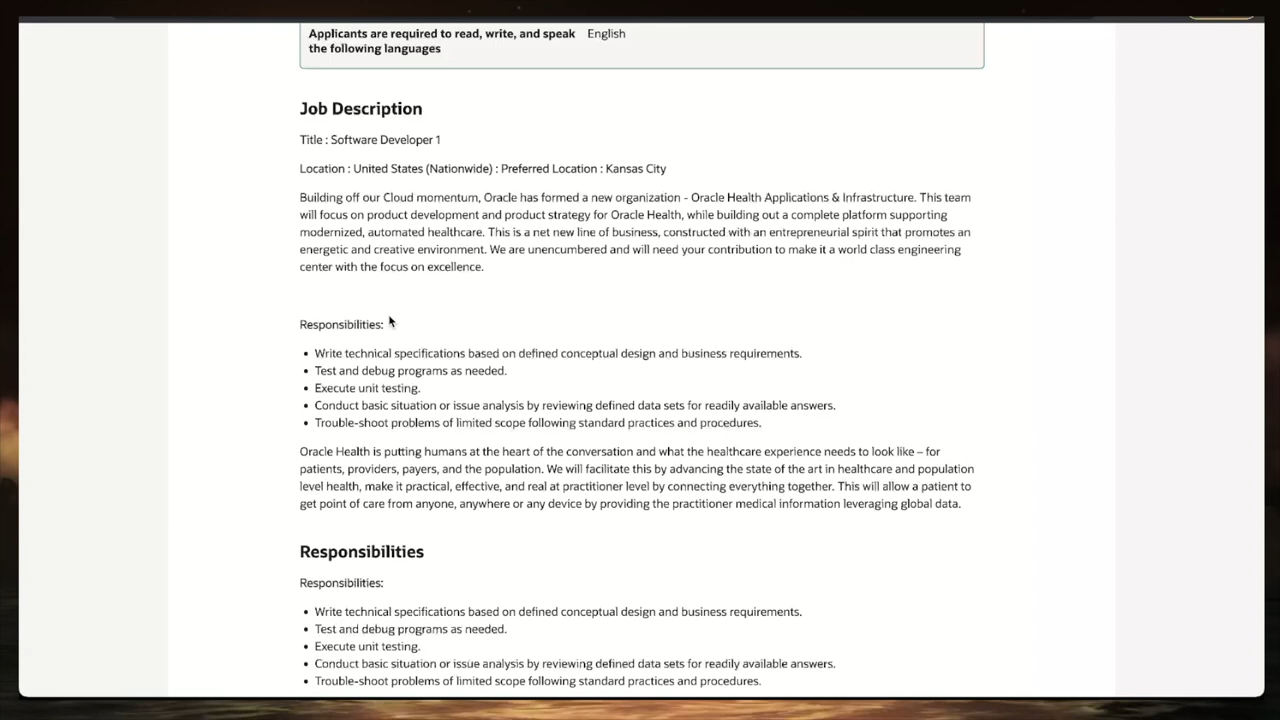 Applicants are required to read, write, and speak English
the following languages
Job Description
Title : Software Developer 1
Location : United States (Nationwide) : Preferred Location : Kansas City
Building off our Cloud momentum, Oracle has formed a new organization - Oracle Health Applications & Infrastructure. This team
will focus on product development and product strategy for Oracle Health, while building out a complete platform supporting
modernized, automated healthcare. This is a net new line of business, constructed with an entrepreneurial spirit that promotes an
energetic and creative environment. We are unencumbered and will need your contribution to make it a world class engineering
center with the focus on excellence.
Responsibilities:
• Write technical specifications based on defined conceptual design and business requirements.
• Test and debug programs as needed.
• Execute unit testing.
• Conduct basic situation or issue analysis by reviewing defined data sets for readily available answers.
• Trouble-shoot problems of limited scope following standard practices and procedures.
Oracle Health is putting humans at the heart of the conversation and what the healthcare experience needs to look like – for
patients, providers, payers, and the population. We will facilitate this by advancing the state of the art in healthcare and population
level health, make it practical, effective, and real at practitioner level by connecting everything together. This will allow a patient to
get point of care from anyone, anywhere or any device by providing the practitioner medical information leveraging global data.
Responsibilities
Responsibilities:
• Write technical specifications based on defined conceptual design and business requirements.
• Test and debug programs as needed.
• Execute unit testing.
• Conduct basic situation or issue analysis by reviewing defined data sets for readily available answers.
• Trouble-shoot problems of limited scope following standard practices and procedures.